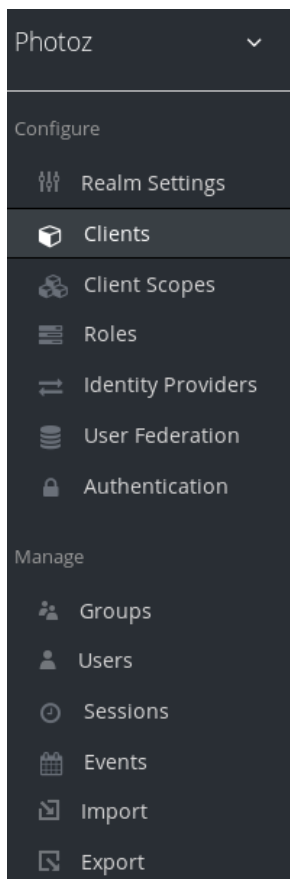 Photoz
Configure
Realm Settings
Clients
Client Scopes
Roles
Identity Providers
User Federation
Authentication
Manage
Groups
Users
Sessions
Events
Import
Export